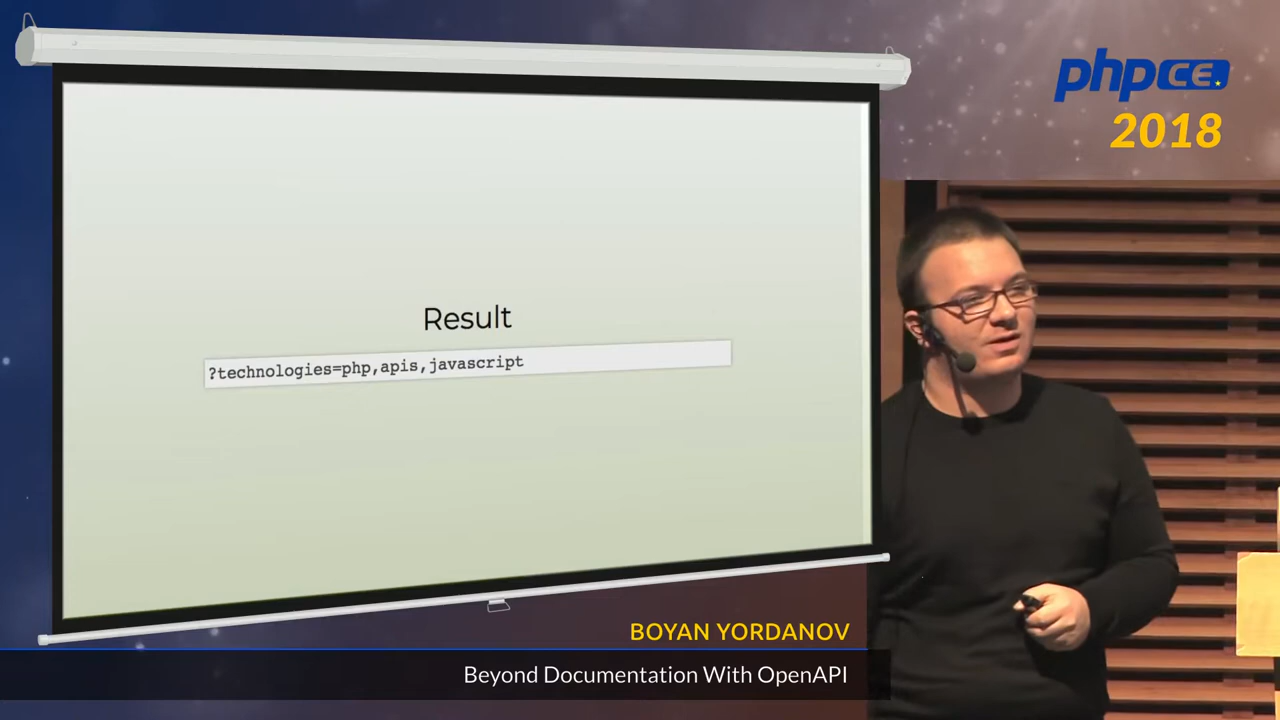 phpCE.
2018
Result
?technologies=php,apis,javascript
BOYAN YORDANOV
Beyond Documentation With OpenAPI